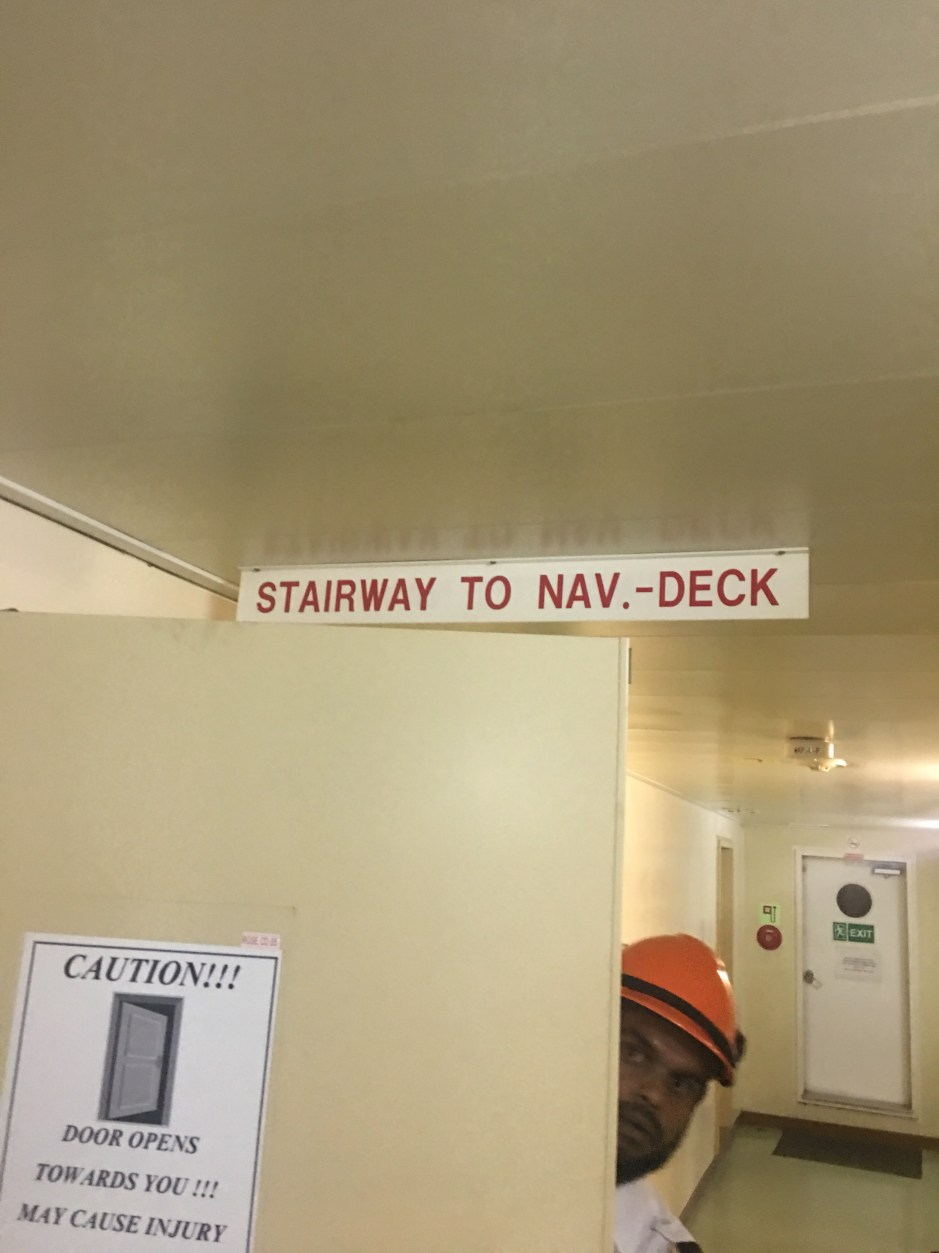 STAIRWAY TO NAV.-DECK
EXIT
CAUTION!!!
DOOR OPENS
TOWARDS YOU !!!
MAY CAUSE INJURY